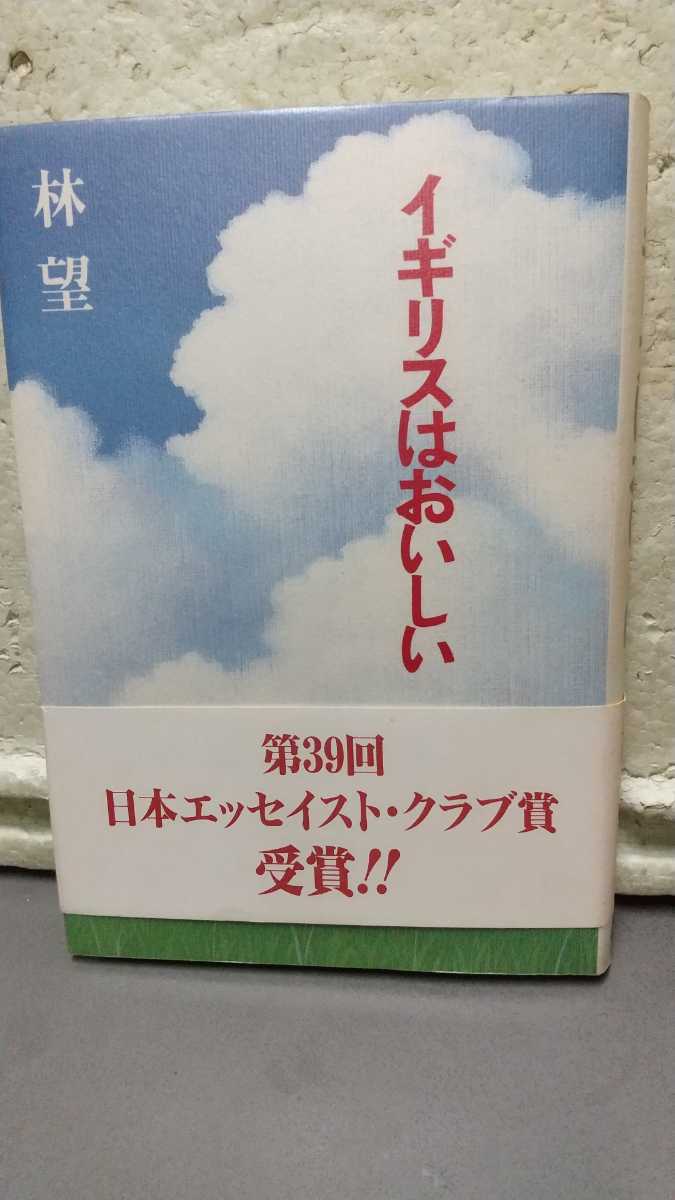 林望
イギリスはおいしい
第39回
日本エッセイスト・クラブ賞
受賞!!